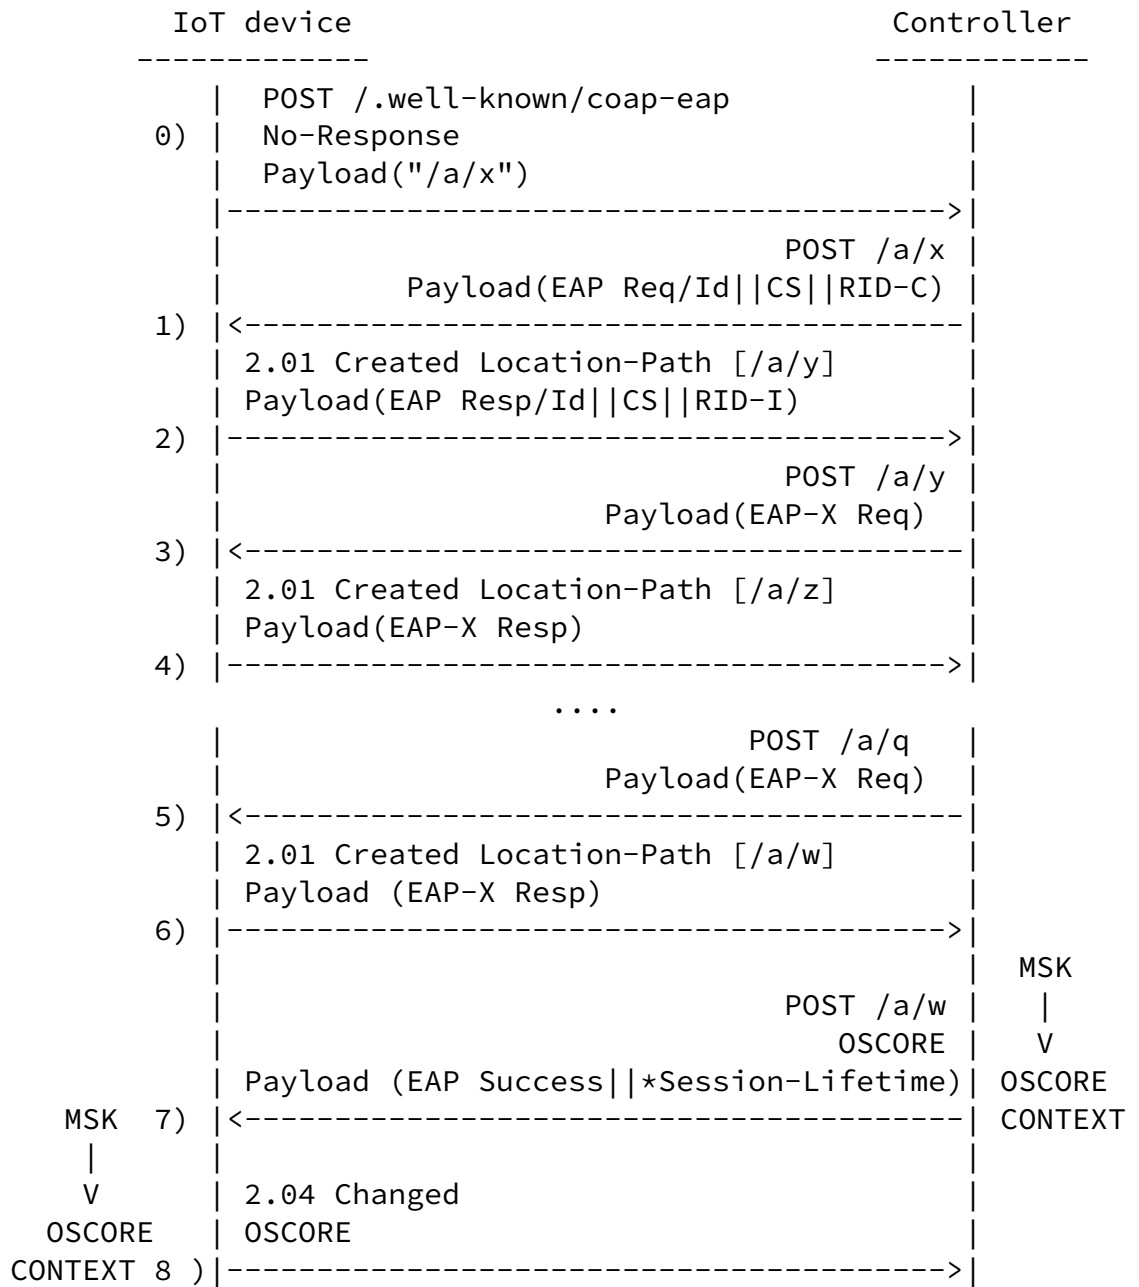 IoT device                              Controller
-------------                            ------------
|  POST /.well-known/coap-eap             |
0) |  No-Response                            |
|  Payload("/a/x")                        |
|---------------------------------------->|
|                               POST /a/x |
|          Payload(EAP Req/Id||CS||RID-C) |
1) |<----------------------------------------|
| 2.01 Created Location-Path [/a/y]       |
| Payload(EAP Resp/Id||CS||RID-I)         |
2) |---------------------------------------->|
|                               POST /a/y |
|                     Payload(EAP-X Req)  |
3) |<----------------------------------------|
| 2.01 Created Location-Path [/a/z]       |
| Payload(EAP-X Resp)                     |
4) |---------------------------------------->|
....
|                             POST /a/q   |
|                     Payload(EAP-X Req)  |
5) |<----------------------------------------|
| 2.01 Created Location-Path [/a/w]       |
| Payload (EAP-X Resp)                    |
6) |---------------------------------------->|
|                                         |  MSK
|                               POST /a/w |   |
|                                  OSCORE |   V
| Payload (EAP Success||*Session-Lifetime)| OSCORE
MSK  7) |<----------------------------------------| CONTEXT
|      |                                         |
V      | 2.04 Changed                            |
OSCORE    | OSCORE                                  |
CONTEXT 8 )|---------------------------------------->|